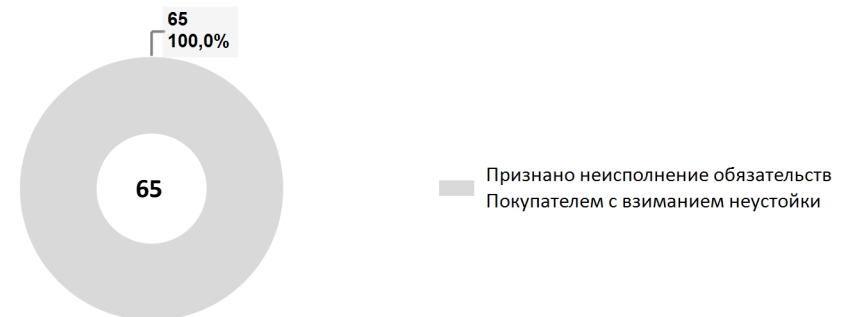 65
100,0%
65
Признано неисполнение обязательств
Покупателем с взиманием неустойки